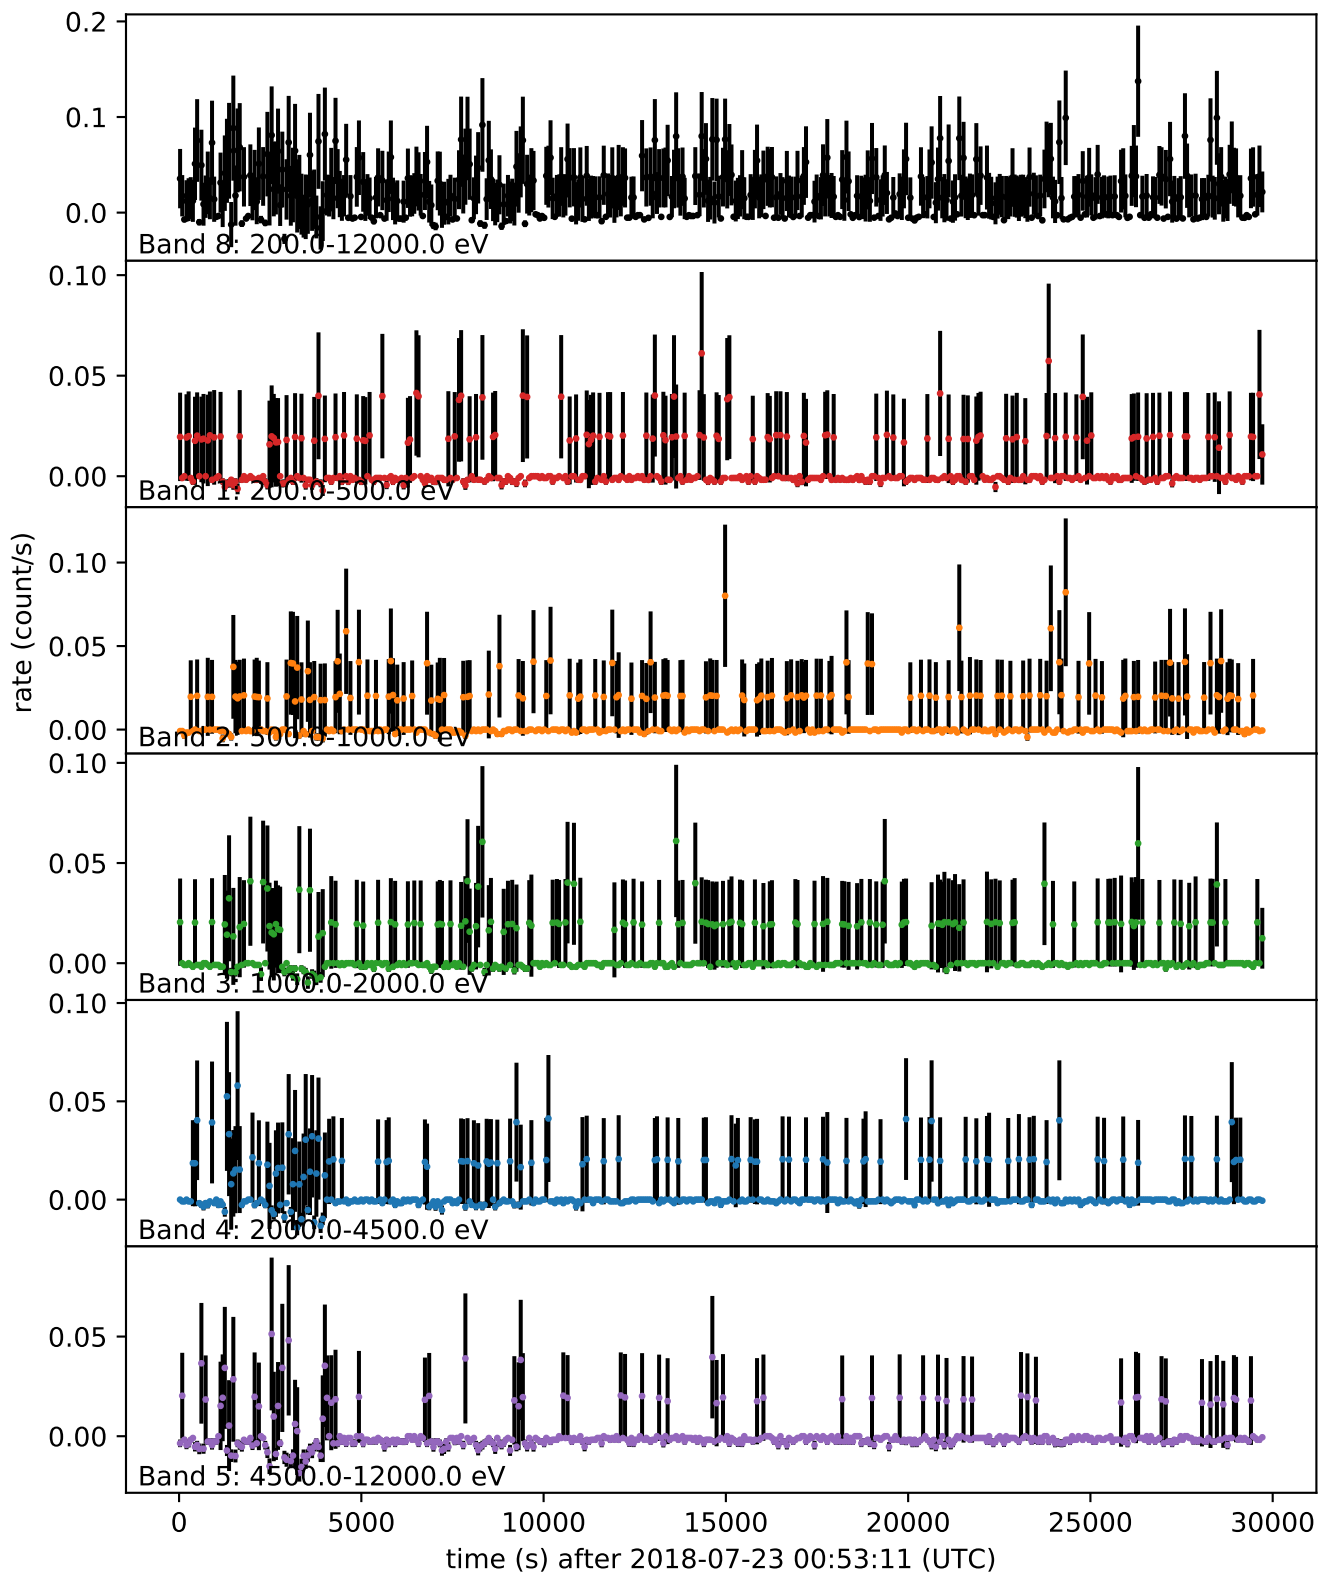 0.2
0.1
0.0
Band 8: 200.0-12000.0 eV
0.10
0.05
0.00
Band 1: 200.0-500.0 eV
0.10
0.05
0.00
Band 2: 500.0-1000.0 eV
rate (count/s)
0.10
0.05
0.00
Band 3: 1000.0-2000.0 eV
0.10
0.05
0.00
Band 4: 2000.0-4500.0 eV
0.05
0.00
Band 5: 4500.0-12000.0 eV
0 5000 10000 15000 20000 25000 30000
time (s) after 2018-07-23 00:53:11 (UTC)